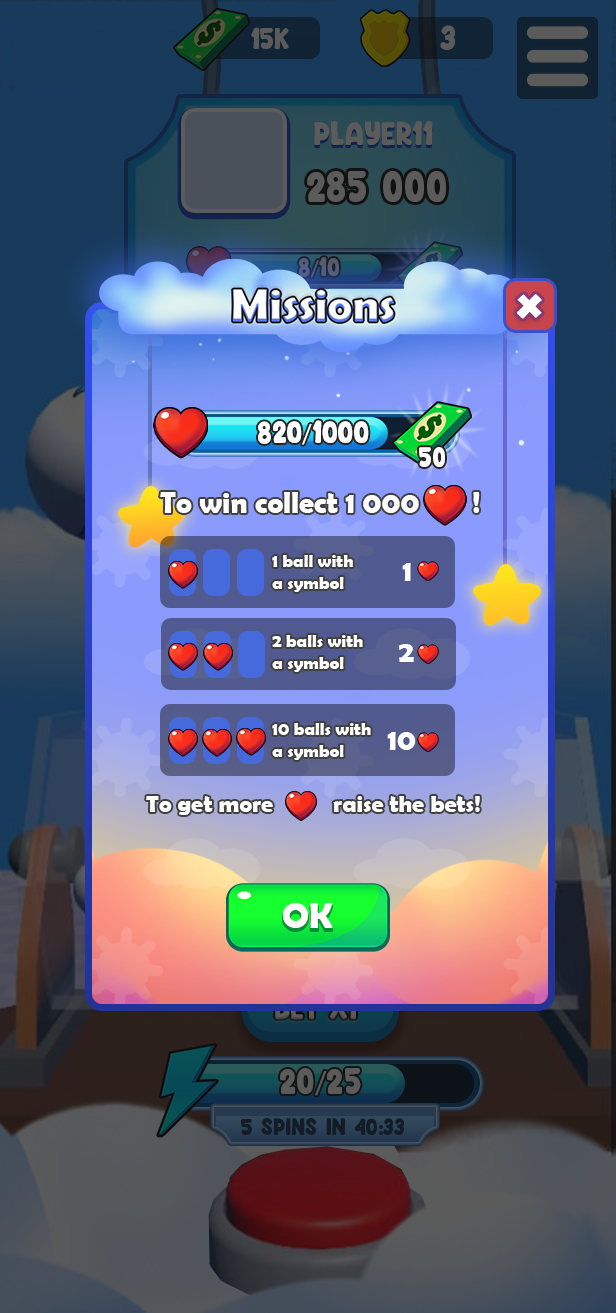 15K
3
PLAYER11
285 000
8/10
Missions
820/1000
50
To win collect 1 000 !
1 ball with
a symbol
1
2 balls with
a symbol
2
10 balls with
a symbol
10
To get more raise the bets!
OK
BET X1
20/25
5 SPINS IN 40:33